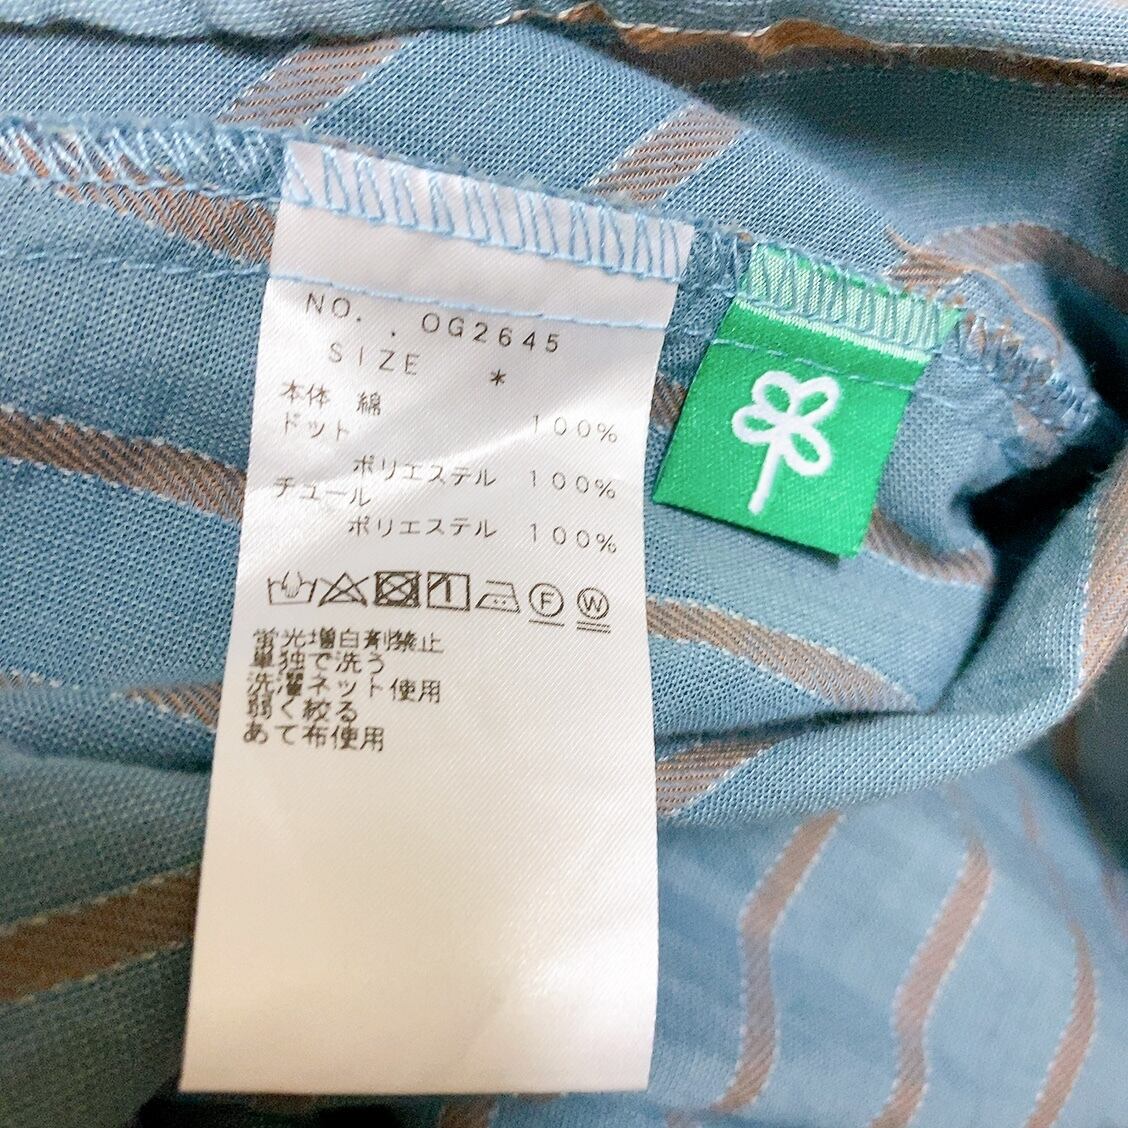 NO. . OG2645
SIZE *
本体 綿
100%
ドット
ポリエステル 100%
チュール
ポリエステル 100%
F W
蛍光増白剤禁止
単独で洗う
洗濯ネット使用
弱く絞る
あて布使用